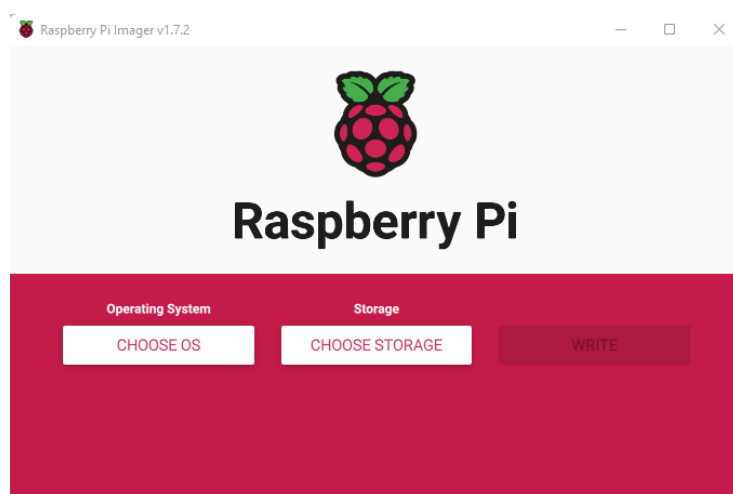 Raspberry Pi Imager v1.7.2
Raspberry Pi
Operating System
Storage
CHOOSE OS
CHOOSE STORAGE
WRITE